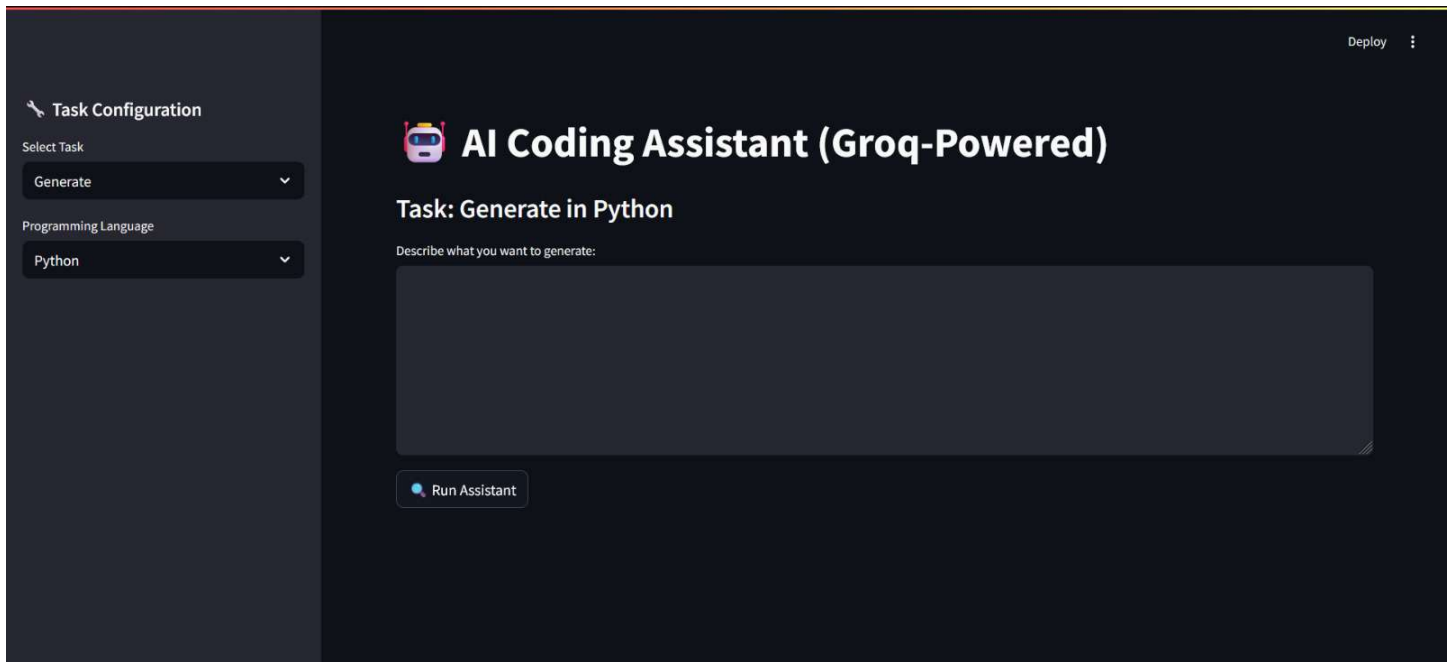 Deploy
Task Configuration
Select Task
Generate
Programming Language
Python
AI Coding Assistant (Groq-Powered)
Task: Generate in Python
Describe what you want to generate:
Run Assistant